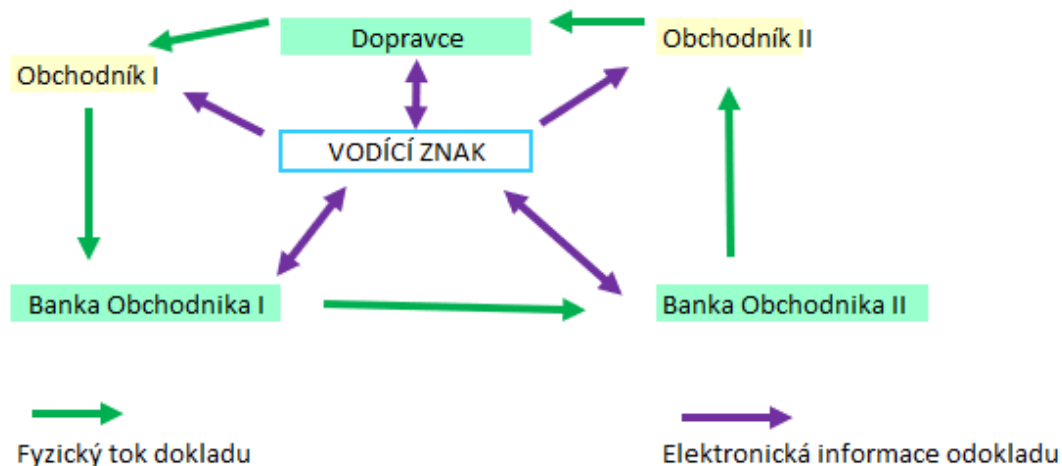 Dopravce
Obchodník II
Obchodník I
VODÍCÍ ZNAK
Banka Obchodnika I
Banka Obchodnika II
Fyzický tok dokladu
Elektronická informace odokladu